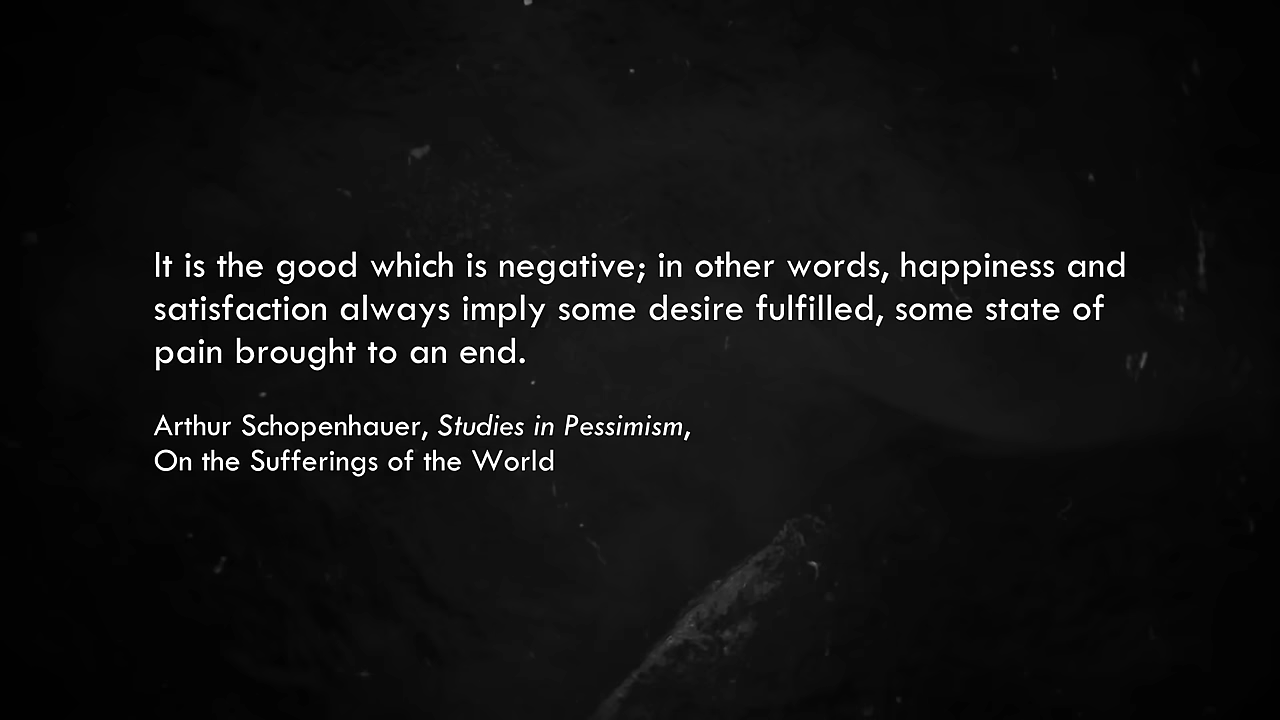 It is the good which is negative; in other words, happiness and
satisfaction always imply some desire fulfilled, some state of
pain brought to an end.
Arthur Schopenhauer, Studies in Pessimism,
On the Sufferings of the World